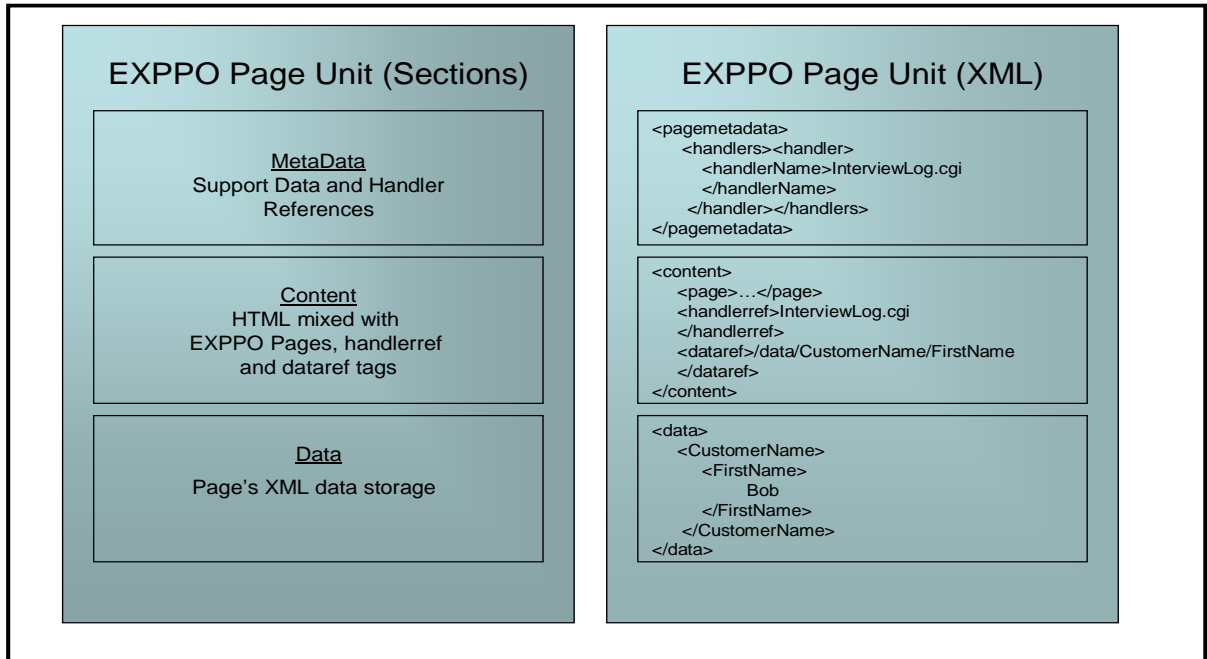 EXPPO Page Unit (Sections)
MetaData
Support Data and Handler
References
Content
HTML mixed with
EXPPO Pages, handlerref
and dataref tags
Data
Page's XML data storage
EXPPO Page Unit (XML)
<pagemetadata>
<handlers><handler>
<handlerName>InterviewLog.cgi
</handlerName>
</handler></handlers>
</pagemetadata>
<content>
<page>…</page>
<handlerref>InterviewLog.cgi
</handlerref>
<dataref>/data/CustomerName/FirstName
</dataref>
</content>
<data>
<CustomerName>
<FirstName>
Bob
</FirstName>
</CustomerName>
</data>